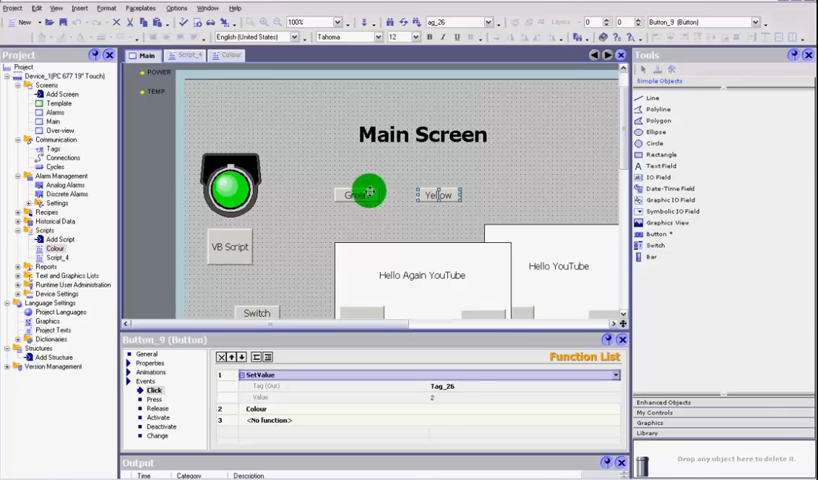 Project Edit View Insert Format Faceplates Options Window Help
New 100% ag_26 0 0 Button_9 (Button)
English (United States) Tahoma 12
Project
Main Script_4 Colour
Tools
Project
Device_1(PC 677 19" Touch)
Screens
Add Screen
Template
Alarms
Main
Over-view
Communication
Tags
Connections
Cycles
Alarm Management
Analog Alarms
Discrete Alarms
Settings
Recipes
Historical Data
Scripts
Add Script
Colour
Script_4
Reports
Text and Graphics Lists
Runtime User Administration
Device Settings
Language Settings
Project Languages
Graphics
Project Texts
Dictionaries
Structures
Add Structure
Version Management
POWER
TEMP
Main Screen
Green
Yellow
VB Script
Hello Again YouTube
Hello YouTube
Switch
Simple Objects
Line
Polyline
Polygon
Ellipse
Circle
Rectangle
Text Field
IO Field
Date-Time Field
Graphic IO Field
Symbolic IO Field
Graphics View
Button
Switch
Bar
Enhanced Objects
My Controls
Graphics
Library
Drop any object here to delete it.
Button_9 (Button)
General
Properties
Animations
Events
Click
Press
Release
Activate
Deactivate
Change
Function List
1 SetValue
Tag (Out) Tag_26
Value 2
2 Colour
3 <No function>
Output
Time Category Description